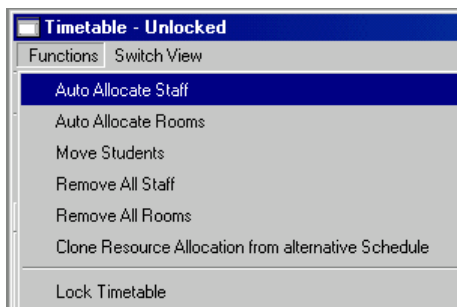 Timetable - Unlocked
Functions Switch View
Auto Allocate Staff
Auto Allocate Rooms
Move Students
Remove All Staff
Remove All Rooms
Clone Resource Allocation from alternative Schedule
Lock Timetable